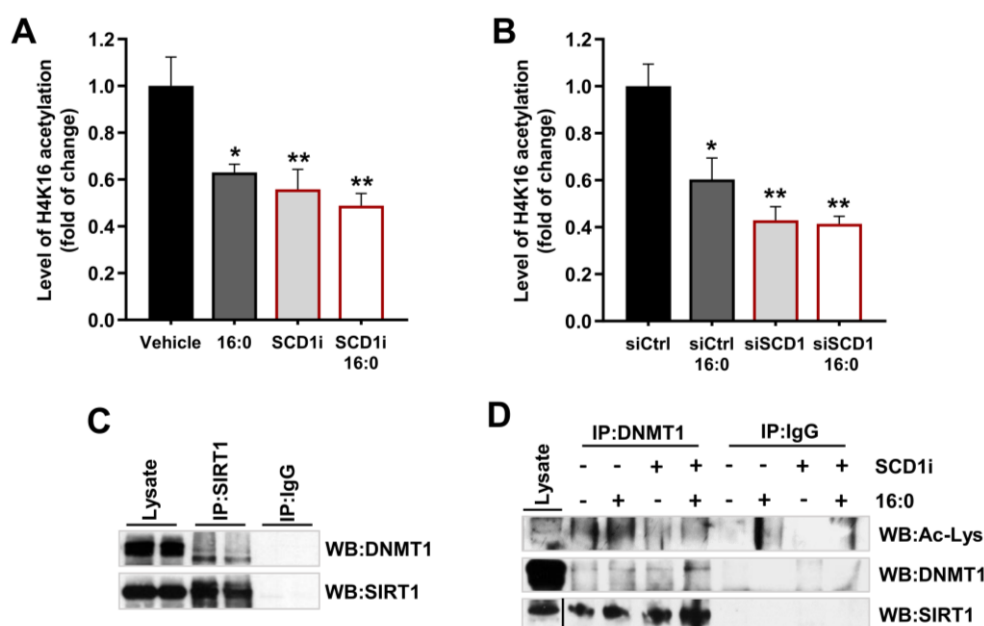 A
Level of H4K16 acetylation
(fold of change)
1.2
1.0
0.8
0.6
0.4
0.2
0.0
*
**
**
Vehicle 16:0 SCD1i SCD1i
16:0
B
Level of H4K16 acetylation
(fold of change)
1.2
1.0
0.8
0.6
0.4
0.2
0.0
*
**
**
siCtrl siCtrl siSCD1 siSCD1
16:0 16:0
C
Lysate
IP:SIRT1
IP:IgG
WB:DNMT1
WB:SIRT1
D
Lysate
IP:DNMT1 IP:IgG
- - + + - - + + SCD1i
- + - + - + - + 16:0
WB:Ac-Lys
WB:DNMT1
WB:SIRT1